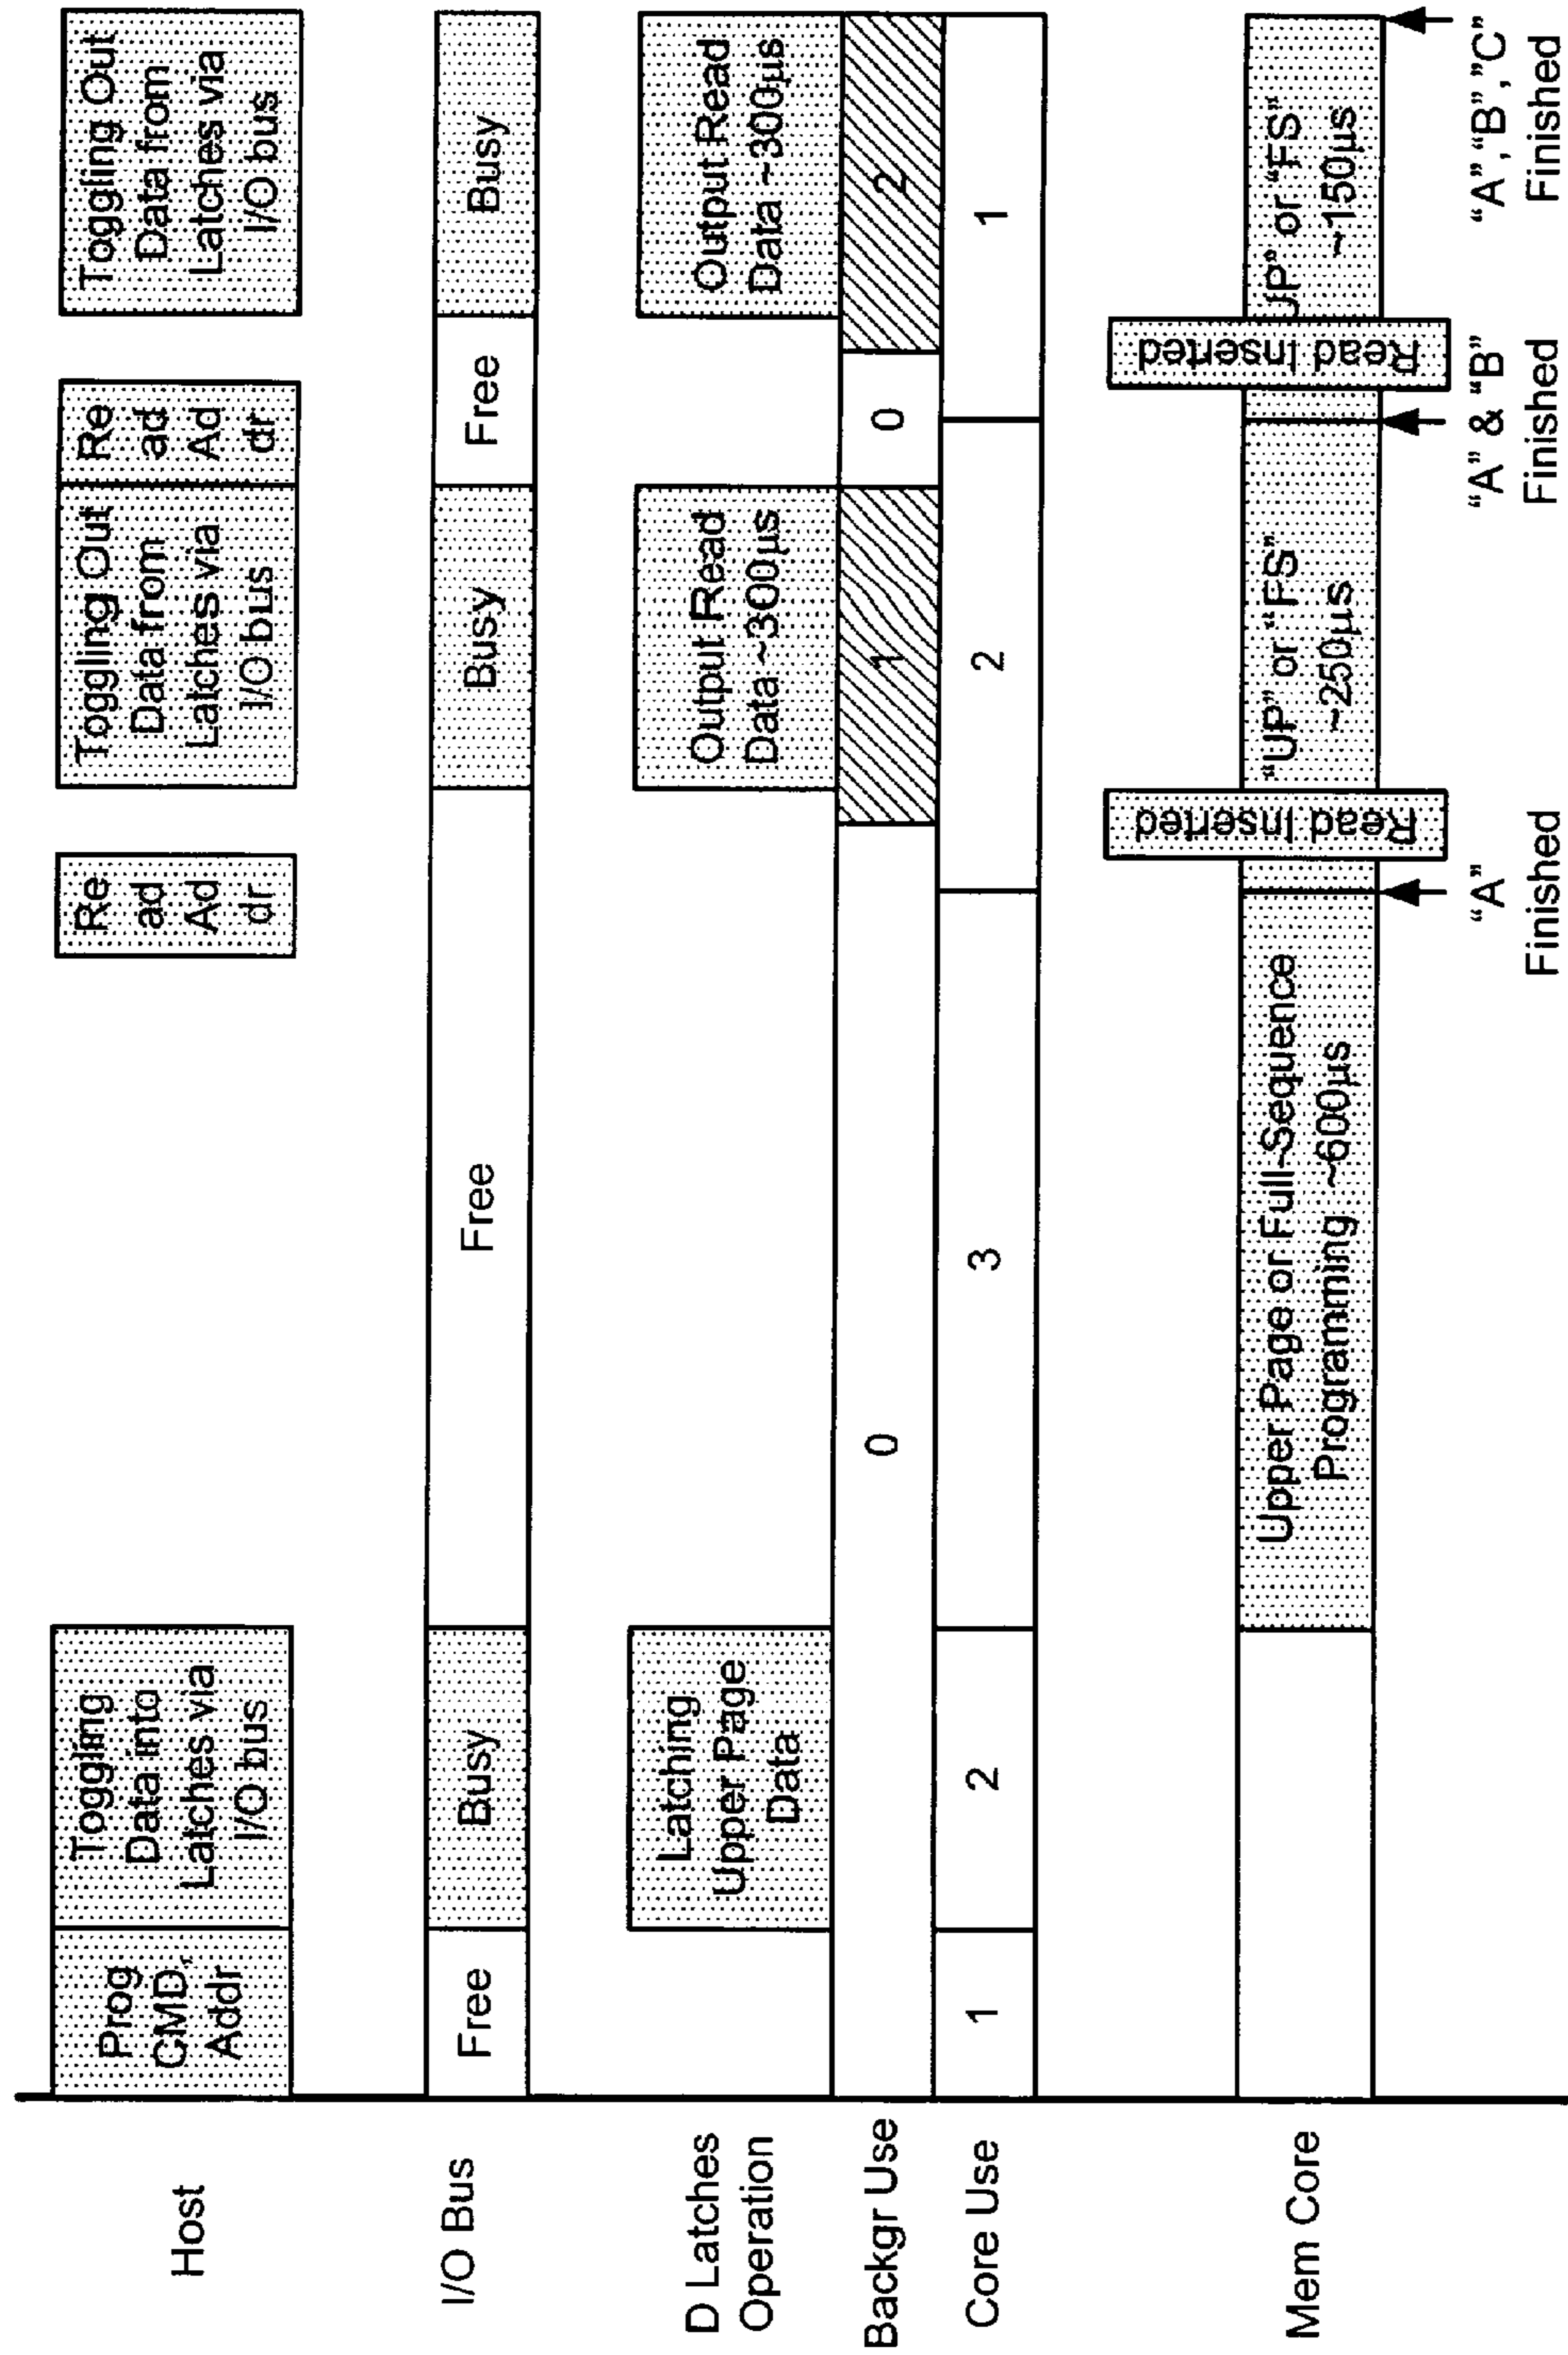 Host
Prog
CMD,
Addr
Toggling
Data into
Latches via
I/O bus
Re
ad
Ad
dr
Toggling Out
Data from
Latches via
I/O bus
Re
ad
Ad
dr
Toggling Out
Data from
Latches via
I/O bus
I/O Bus
Free
Busy
Free
Busy
Free
Busy
D Latches
Operation
Latching
Upper Page
Data
Output Read
Data ~300µs
Output Read
Data ~300µs
Backgr Use
0
1
0
2
Core Use
1
2
3
2
1
Mem Core
Upper Page or Full-Sequence
Programming ~600µs
Read Inserted
“UP” or “FS”
~250µs
Read Inserted
UP” or “FS”
~150µs
“A”
Finished
“A” & “B”
Finished
“A”,“B”,“C”
Finished